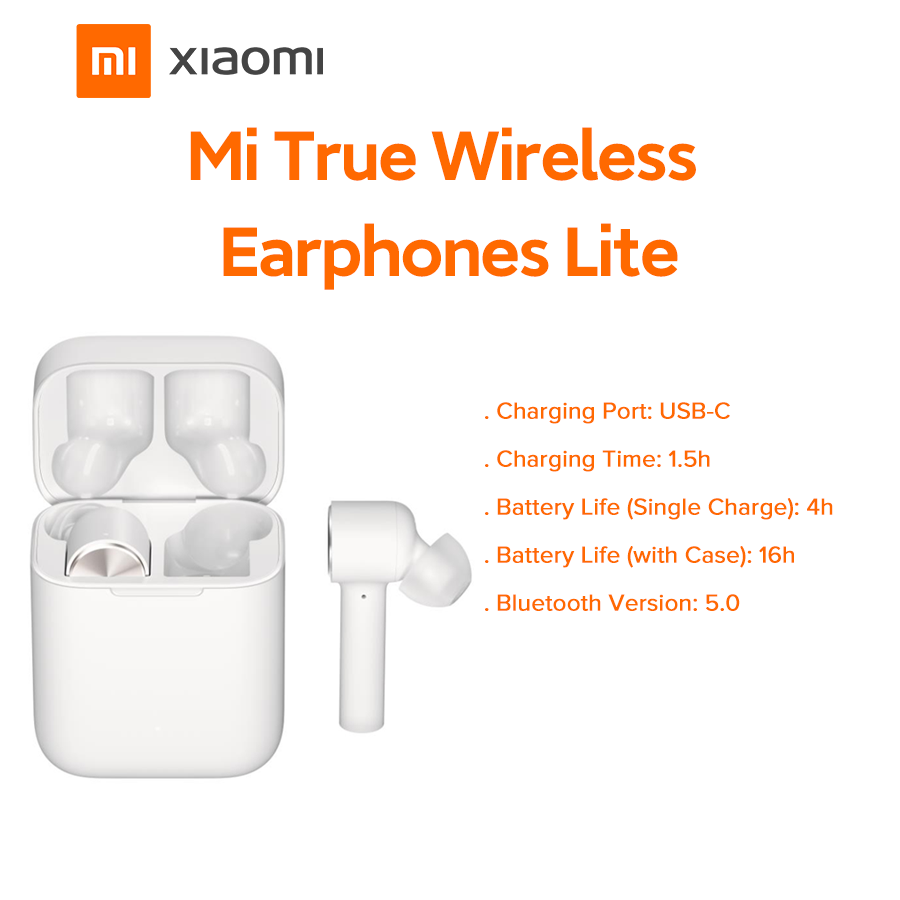 mi xiaomi
Mi True Wireless
Earphones Lite
. Charging Port: USB-C
. Charging Time: 1.5h
. Battery Life (Single Charge): 4h
. Battery Life (with Case): 16h
. Bluetooth Version: 5.0